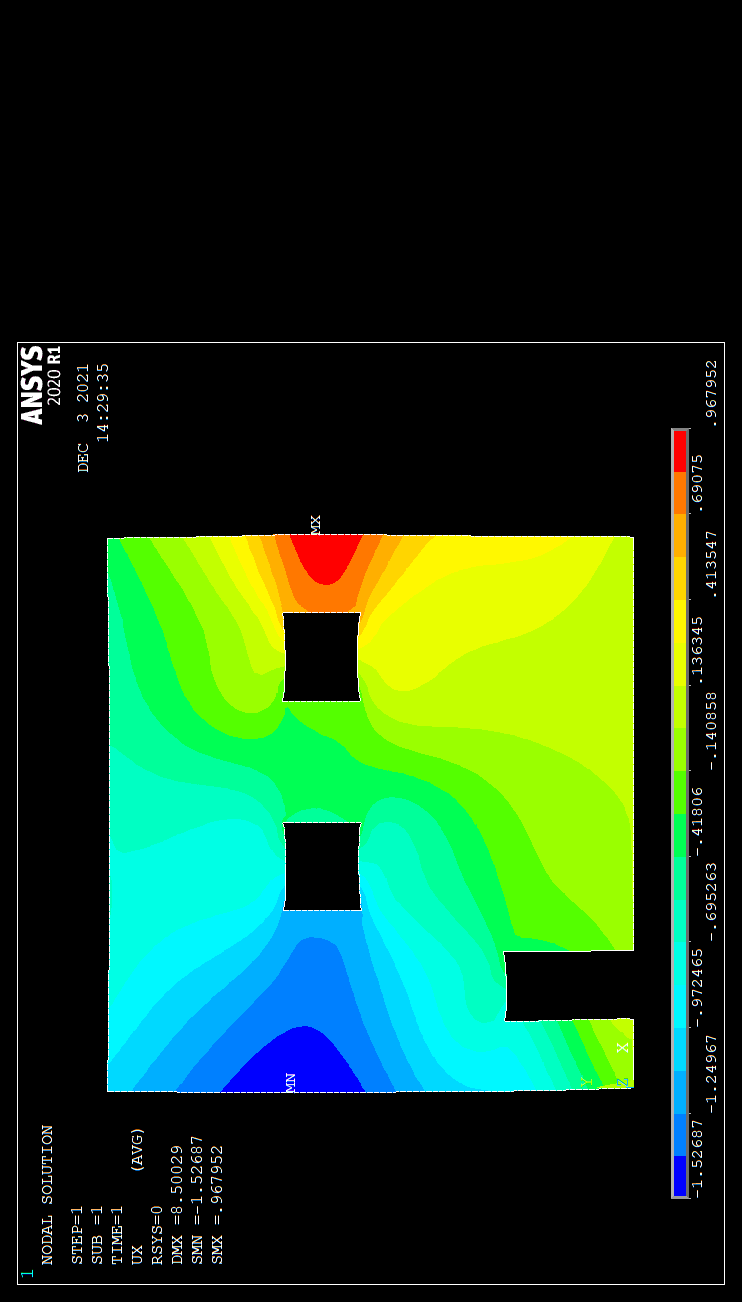 1
NODAL SOLUTION
STEP=1
SUB =1
TIME=1
UX (AVG)
RSYS=0
DMX =8.50029
SMN =-1.52687
SMX =.967952
ANSYS
2020 R1
DEC 3 2021
14:29:35
MN
MX
Y
Z X
-1.52687
-1.24967
-.972465
-.695263
-.41806
-.140858
.136345
.413547
.69075
.967952